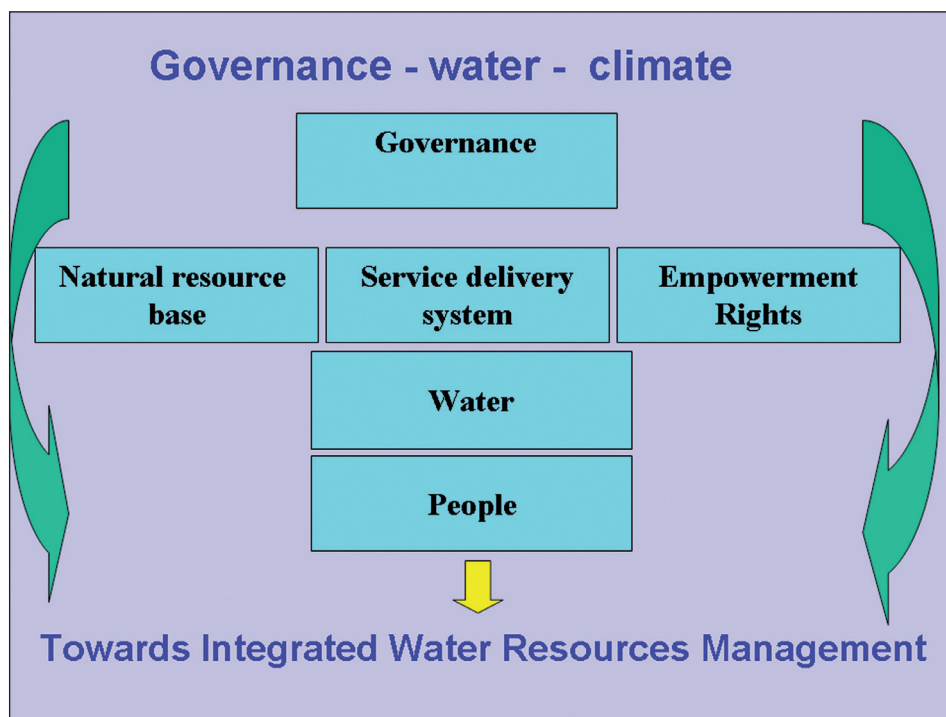 Governance - water - climate
Governance
Natural resource
base
Service delivery
system
Empowerment
Rights
Water
People
Towards Integrated Water Resources Management